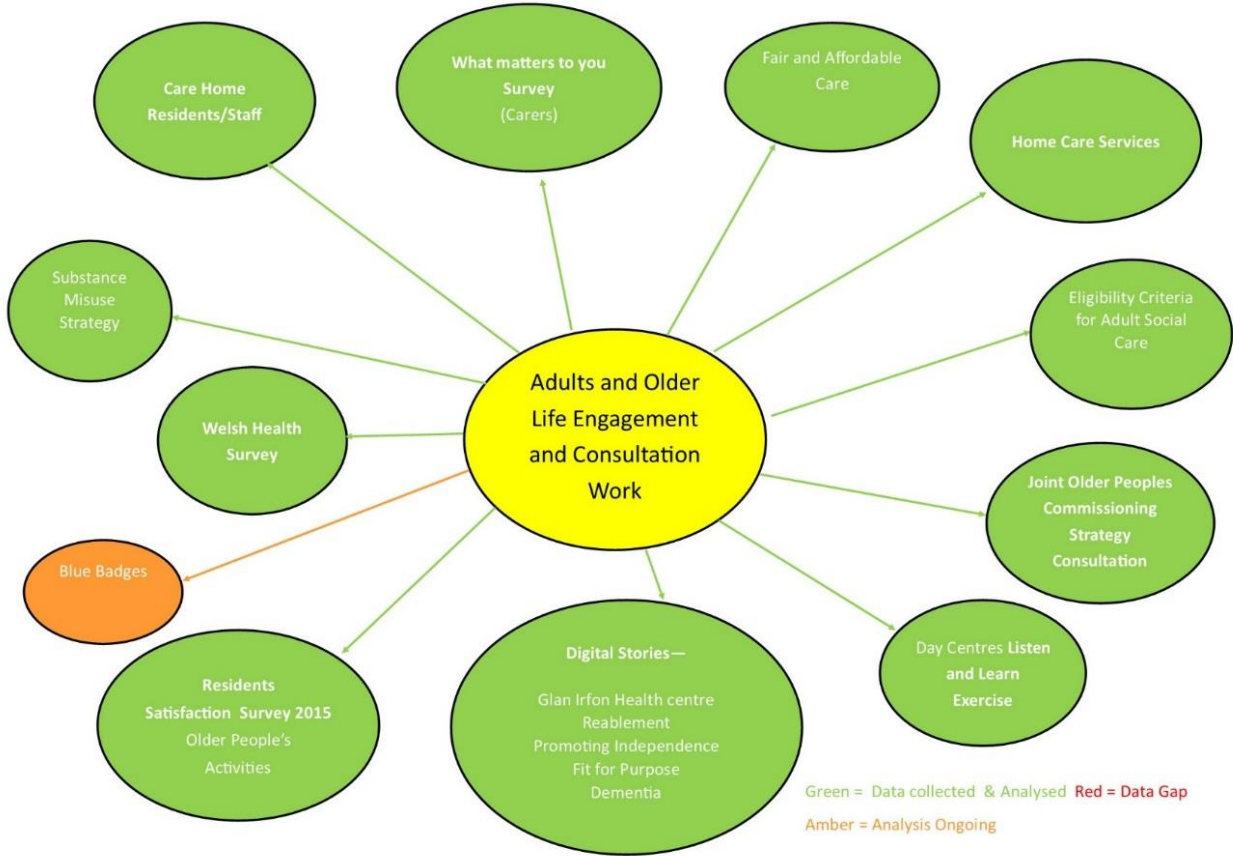 Care Home
Residents/Staff
What matters to you
Survey
(Carers)
Fair and Affordable
Care
Home Care Services
Substance
Misuse
Strategy
Eligibility Criteria
for Adult Social
Care
Adults and Older
Life Engagement
and Consultation
Work
Welsh Health
Survey
Joint Older Peoples
Commissioning
Strategy
Consultation
Blue Badges
Residents
Satisfaction Survey 2015
Older People's
Activities
Digital Stories—
Glan Irfon Health centre
Reablement
Promoting Independence
Fit for Purpose
Dementia
Day Centres Listen
and Learn
Exercise
Green = Data collected & Analysed Red = Data Gap
Amber = Analysis Ongoing